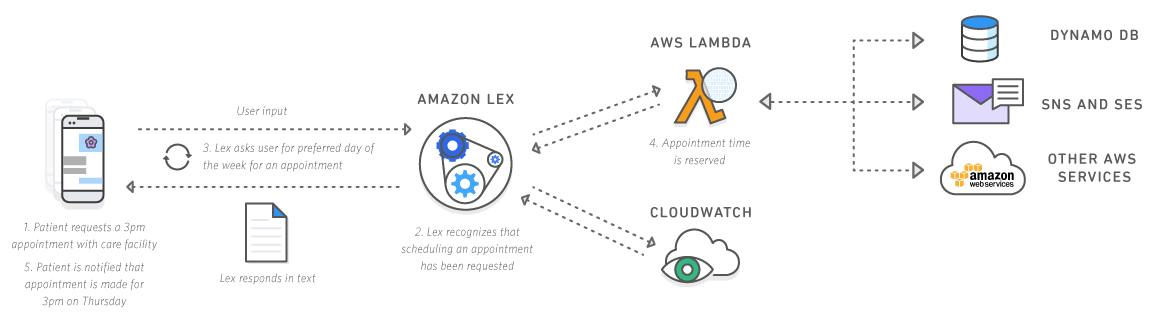 1. Patient requests a 3pm
appointment with care facility
5. Patient is notified that
appointment is made for
3pm on Thursday
User input
3. Lex asks user for preferred day of
the week for an appointment
Lex responds in text
AMAZON LEX
2. Lex recognizes that
scheduling an appointment
has been requested
AWS LAMBDA
4. Appointment time
is reserved
CLOUDWATCH
DYNAMO DB
SNS AND SES
amazon
webservices
OTHER AWS
SERVICES